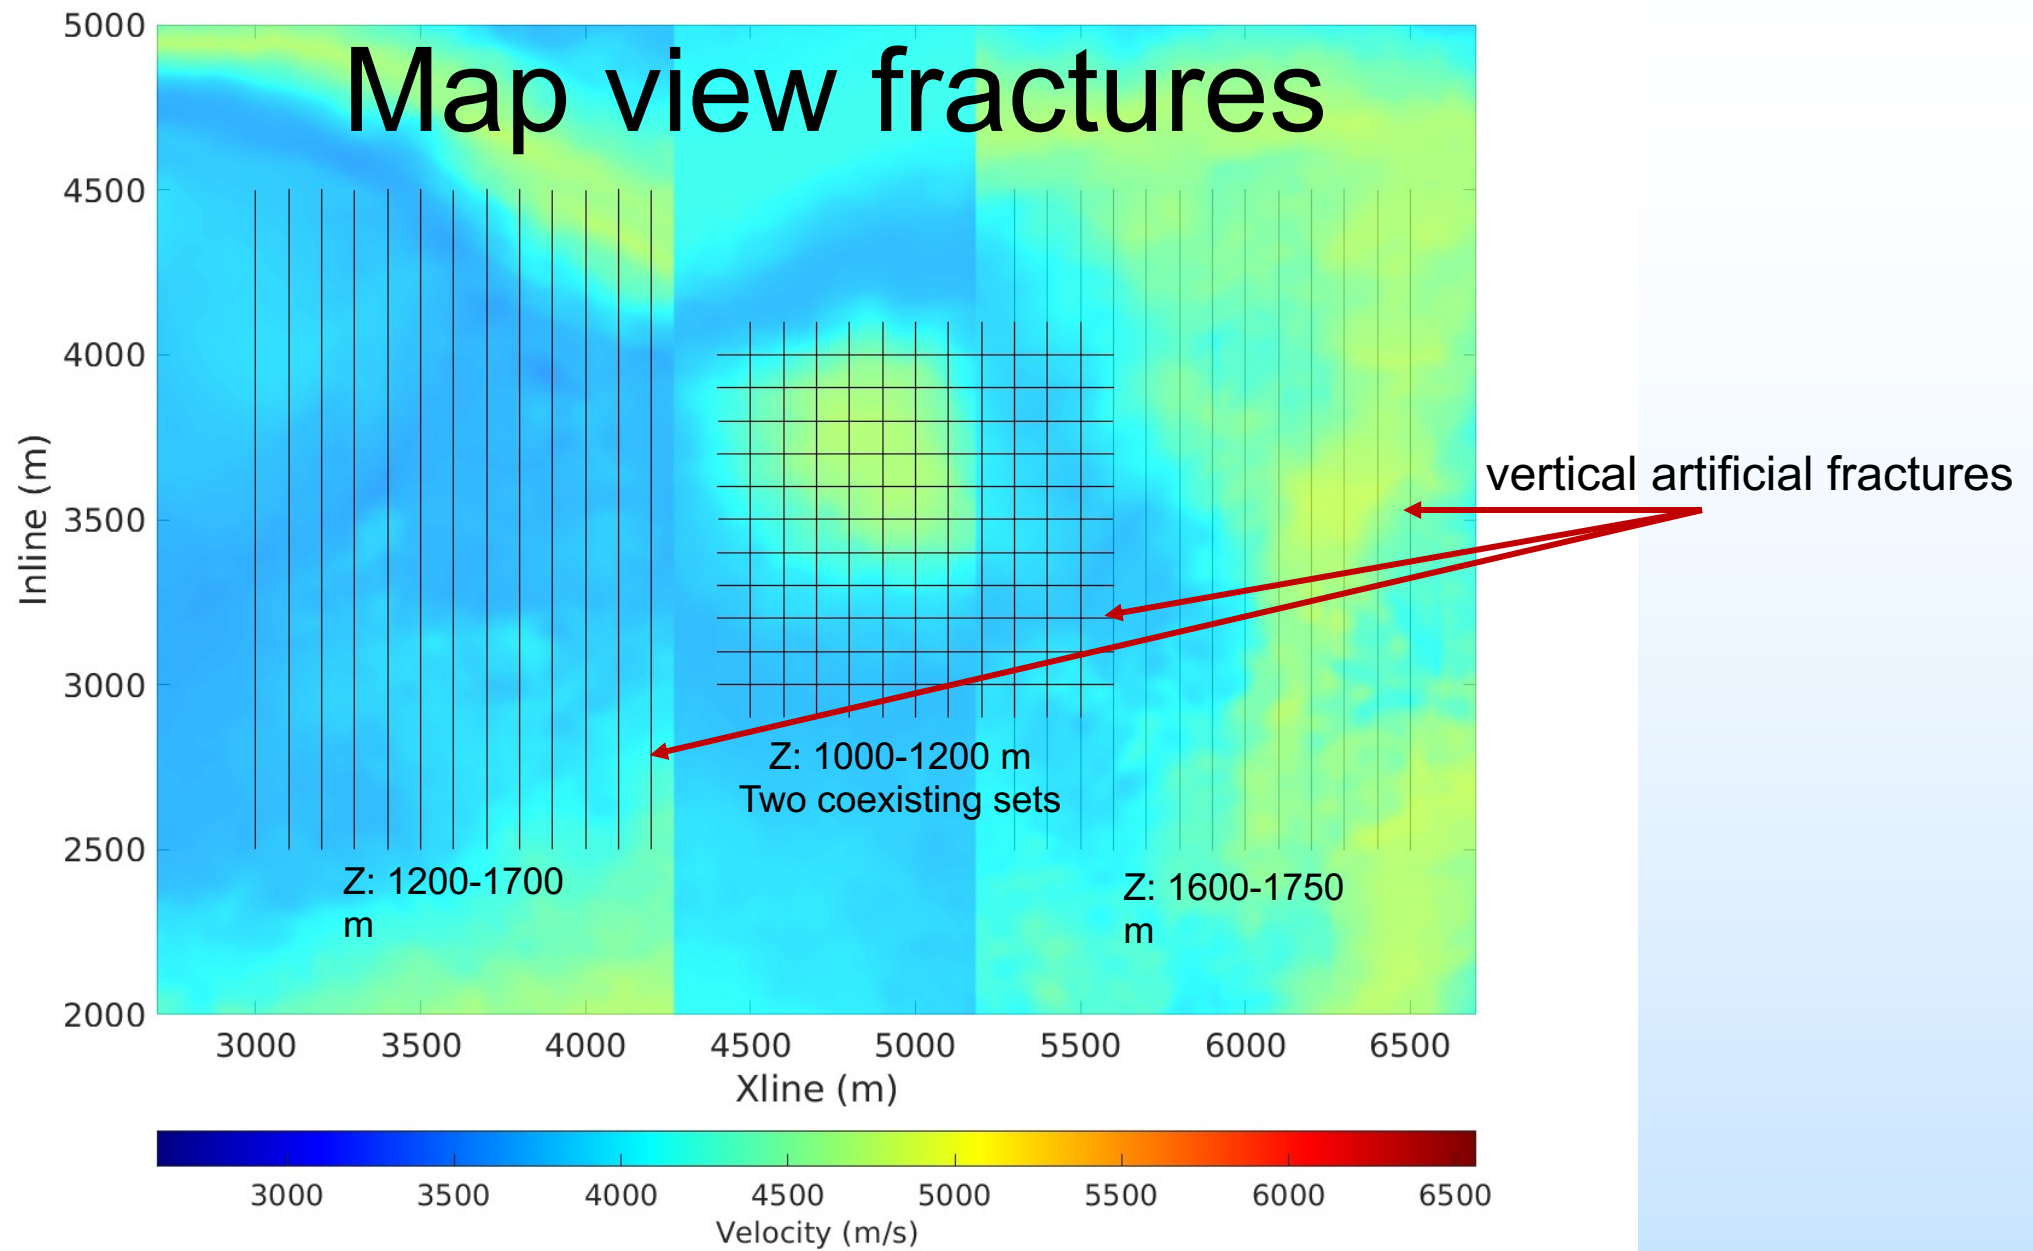 Map view fractures
5000
4500
4000
3500
3000
2500
2000
Inline (m)
vertical artificial fractures
Z: 1000-1200 m
Two coexisting sets
Z: 1200-1700
m
Z: 1600-1750
m
3000 3500 4000 4500 5000 5500 6000 6500
Xline (m)
3000 3500 4000 4500 5000 5500 6000 6500
Velocity (m/s)